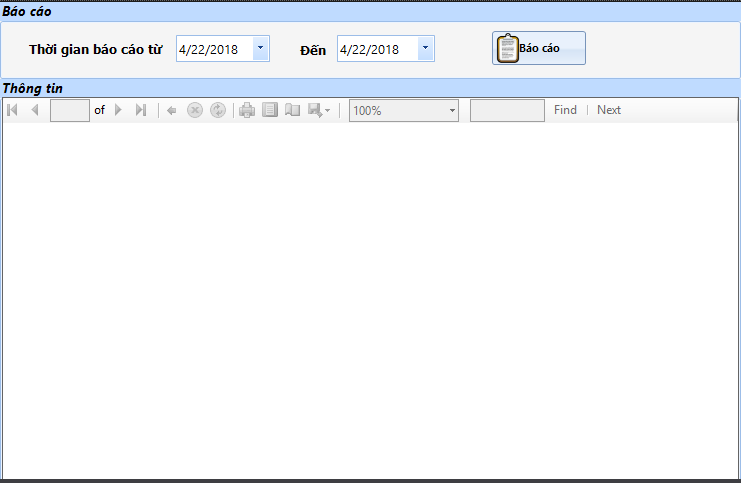 Báo cáo
Thời gian báo cáo từ 4/22/2018 Đến 4/22/2018 Báo cáo
Thông tin
of 100% Find Next